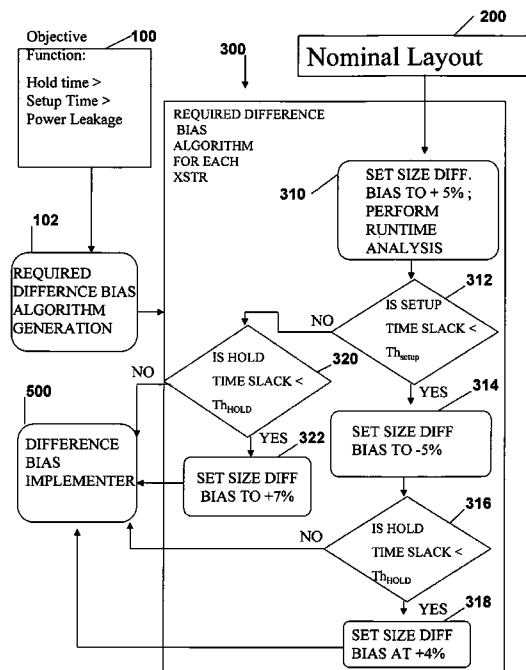 100
Objective
Function:
Hold time >
Setup Time >
Power Leakage
200
Nominal Layout
300
REQUIRED DIFFERENCE
BIAS
ALGORITHM
FOR EACH
XSTR
310
SET SIZE DIFF.
BIAS TO + 5% ;
PERFORM
RUNTIME
ANALYSIS
102
REQUIRED
DIFFERNCE BIAS
ALGORITHM
GENERATION
312
IS SETUP
TIME SLACK <
Thsetup
NO
YES
320
IS HOLD
TIME SLACK <
ThHOLD
NO
YES
314
SET SIZE DIFF
BIAS TO -5%
500
DIFFERENCE
BIAS
IMPLEMENTER
322
SET SIZE DIFF
BIAS TO +7%
316
IS HOLD
TIME SLACK <
ThHOLD
NO
YES
318
SET SIZE DIFF
BIAS AT +4%